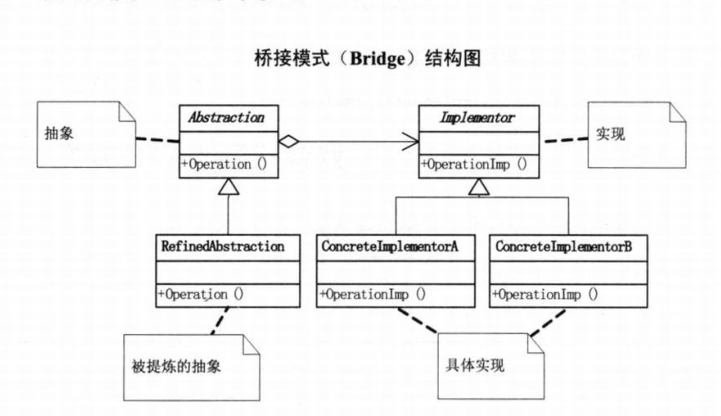 桥接模式（Bridge）结构图
抽象
Abstraction
+Operation ()
Implementor
+OperationImp ()
实现
RefinedAbstraction
+Operation ()
ConcreteImplementorA
+OperationImp ()
ConcreteImplementorB
+OperationImp ()
被提炼的抽象
具体实现